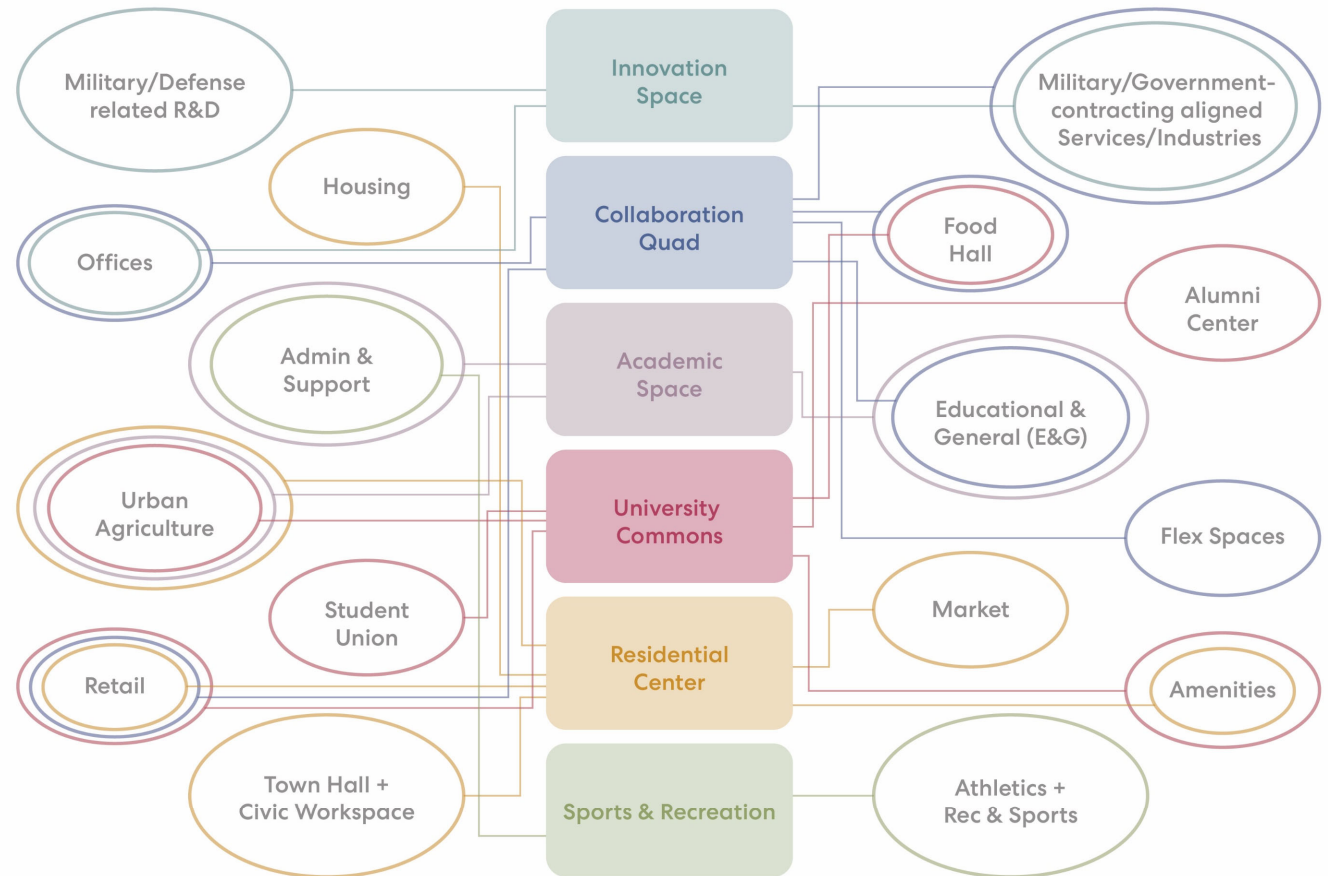 Military/Defense
related R&D
Housing
Offices
Admin &
Support
Urban
Agriculture
Student
Union
Retail
Town Hall +
Civic Workspace
Innovation
Space
Collaboration
Quad
Academic
Space
University
Commons
Residential
Center
Sports & Recreation
Military/Government-
contracting aligned
Services/Industries
Food
Hall
Alumni
Center
Educational &
General (E&G)
Flex Spaces
Market
Amenities
Athletics +
Rec & Sports